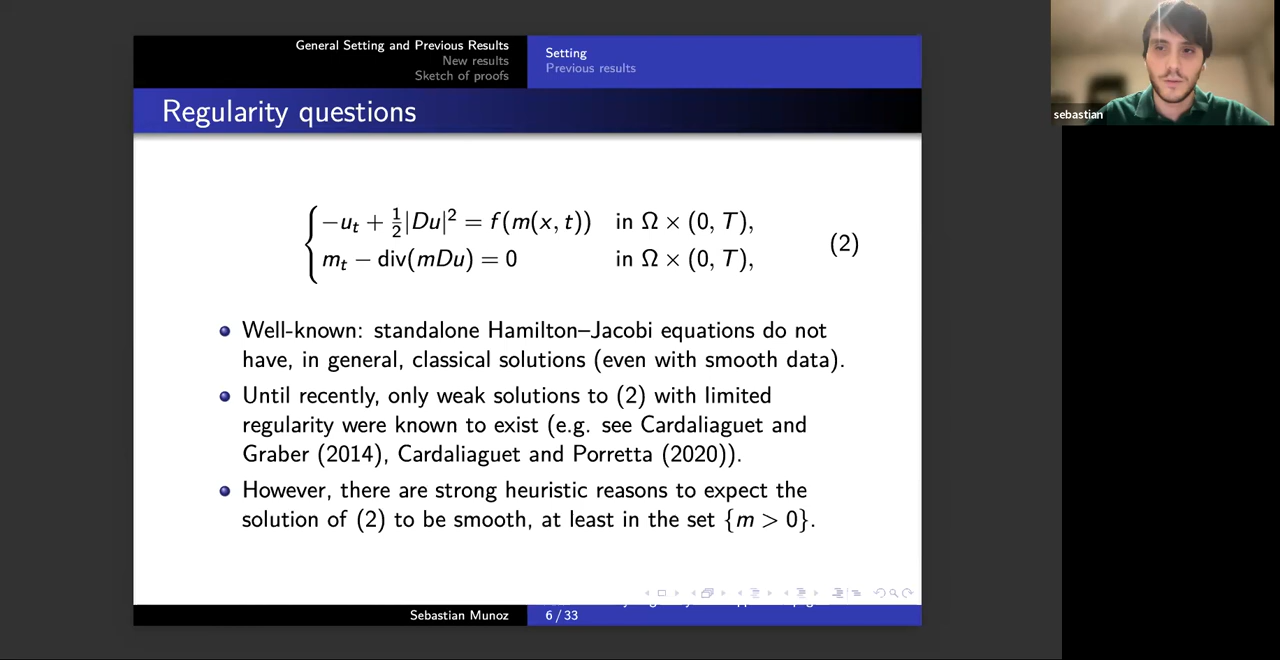 General Setting and Previous Results
New results
Sketch of proofs
Setting
Previous results
Regularity questions
−u_t + 1/2|Du|² = f(m(x, t)) in Ω × (0, T),
m_t − div(mDu) = 0 in Ω × (0, T),
(2)
Well-known: standalone Hamilton–Jacobi equations do not
have, in general, classical solutions (even with smooth data).
Until recently, only weak solutions to (2) with limited
regularity were known to exist (e.g. see Cardaliaguet and
Graber (2014), Cardaliaguet and Porretta (2020)).
However, there are strong heuristic reasons to expect the
solution of (2) to be smooth, at least in the set {m > 0}.
Sebastian Munoz
6 / 33
sebastian